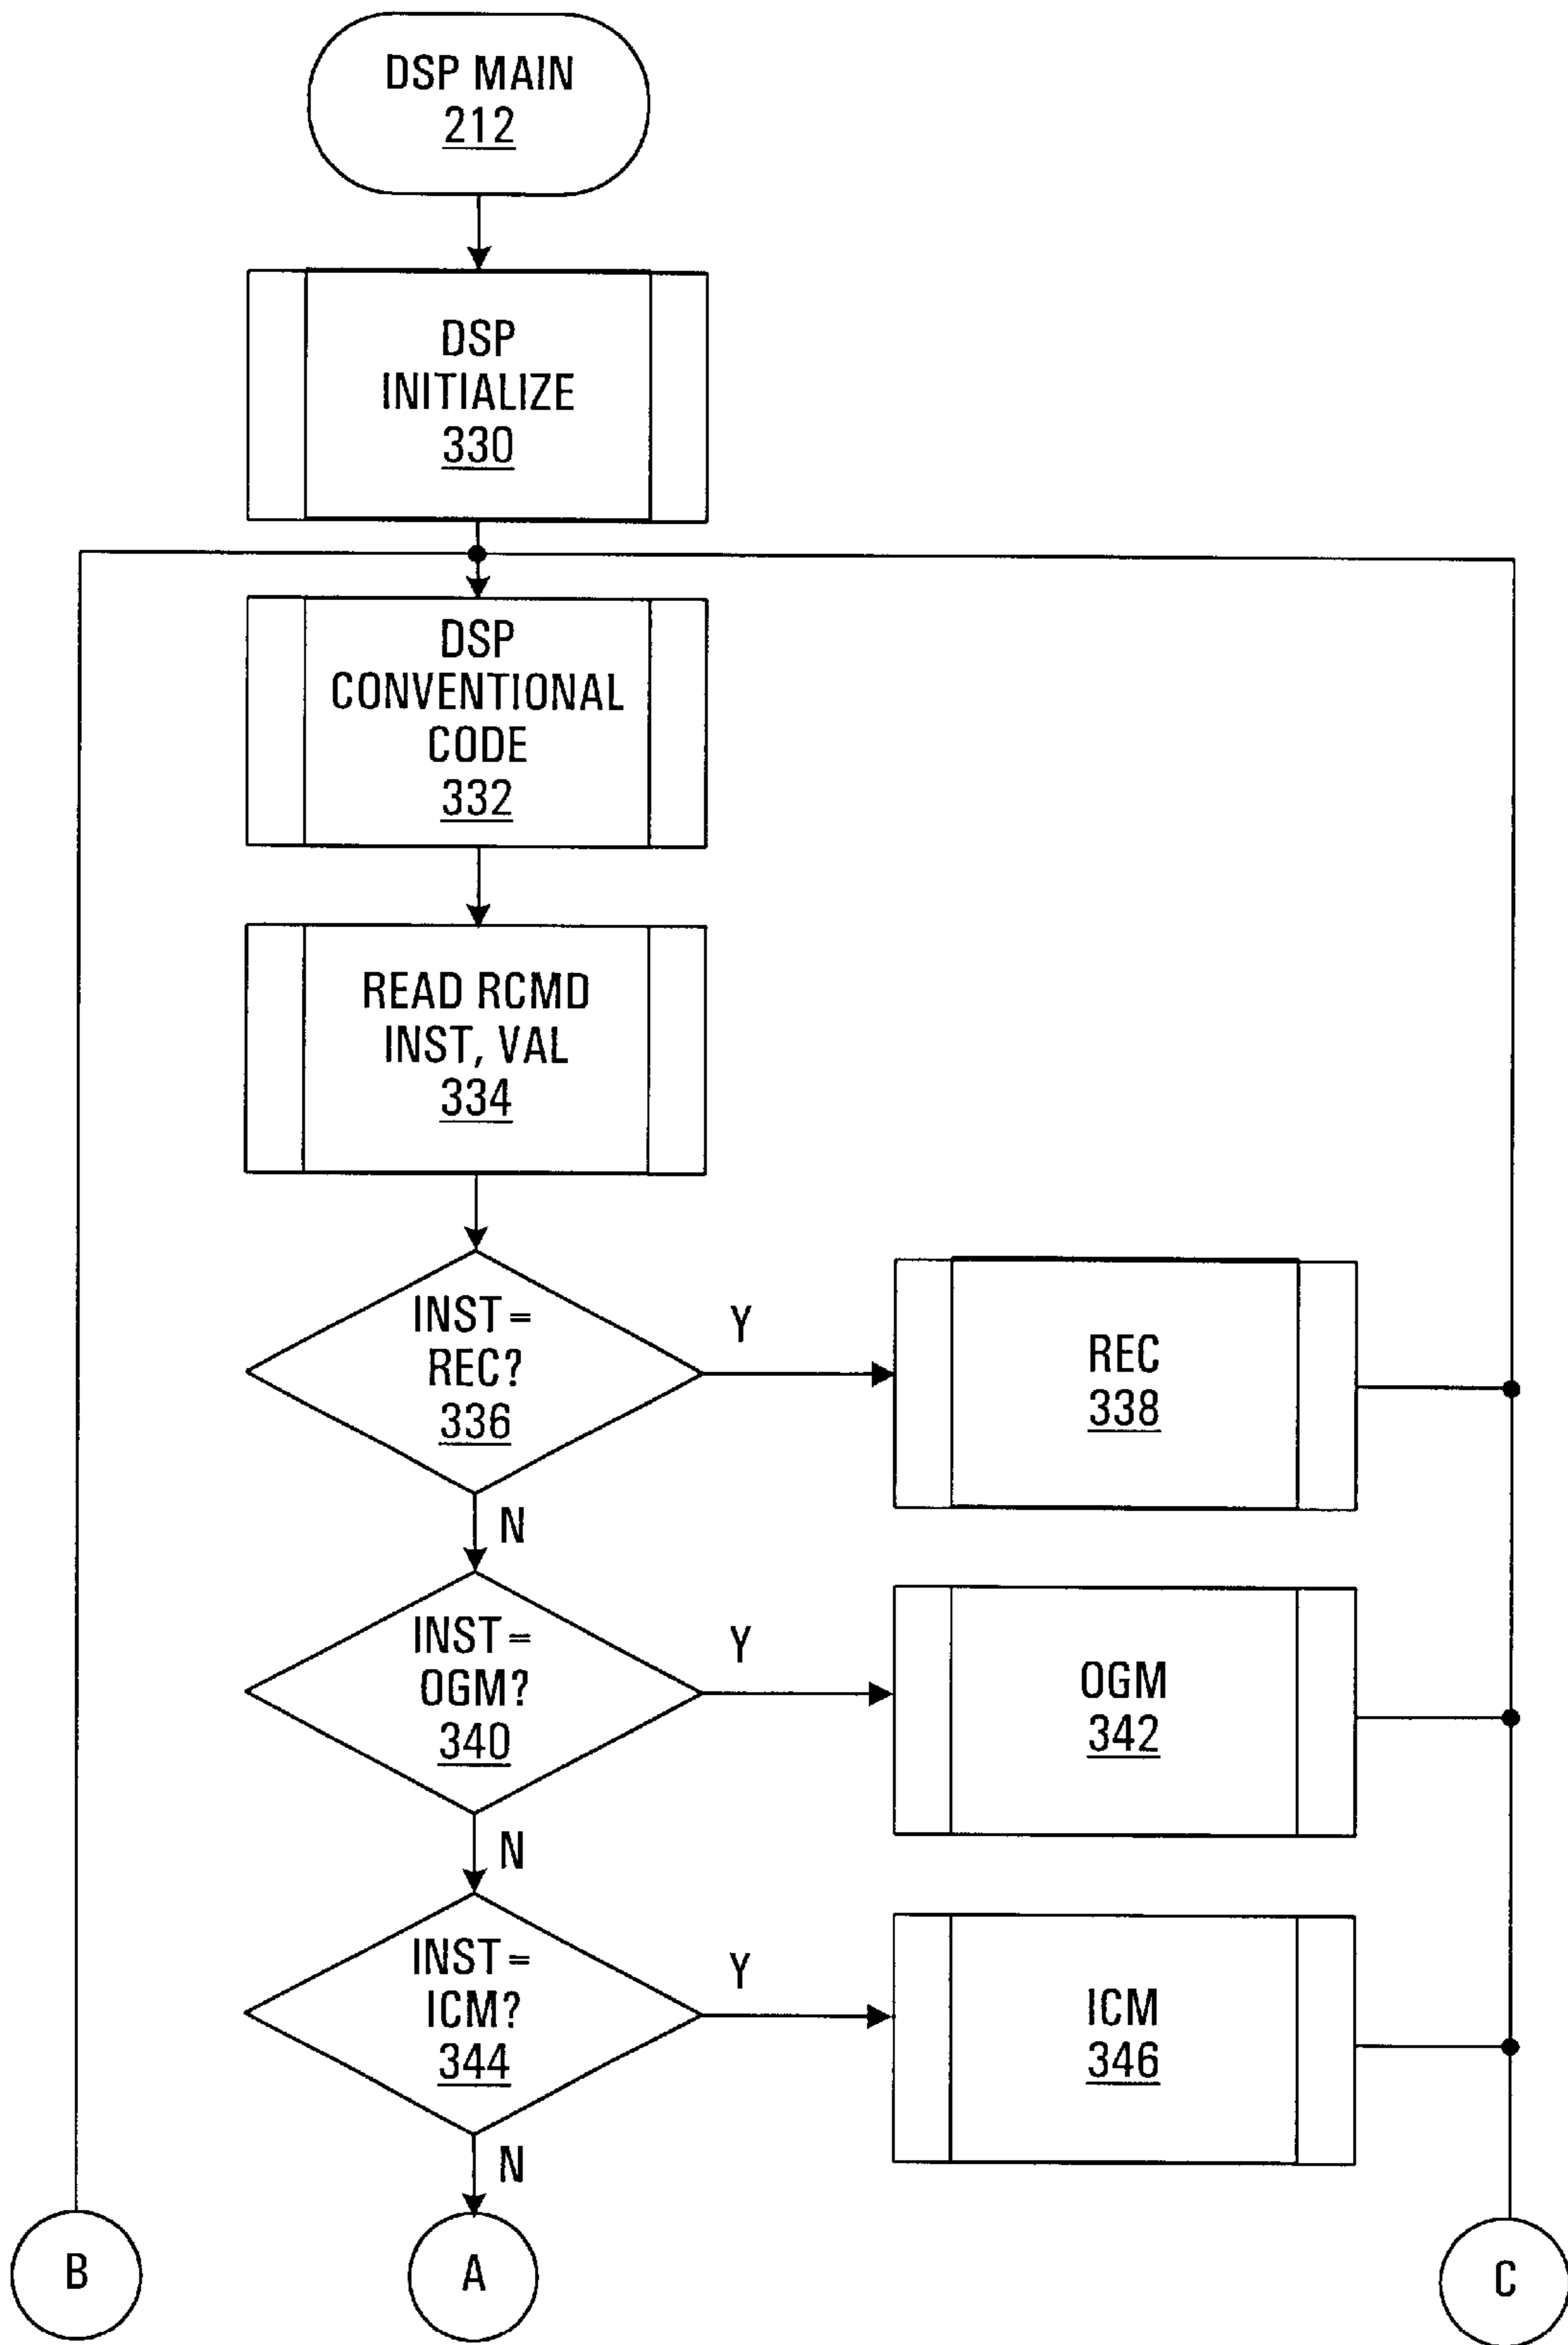 DSP MAIN
212
DSP
INITIALIZE
330
DSP
CONVENTIONAL
CODE
332
READ RCMD
INST, VAL
334
INST =
REC?
336
Y
REC
338
N
INST =
OGM?
340
Y
OGM
342
N
INST =
ICM?
344
Y
ICM
346
N
B
A
C